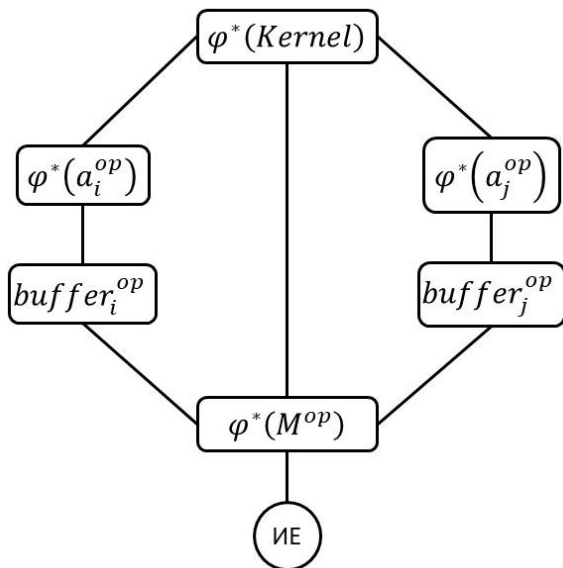 φ*(Kernel)
φ*(a_i^{op})
φ*(a_j^{op})
buffer_i^{op}
buffer_j^{op}
φ*(M^{op})
ИЕ